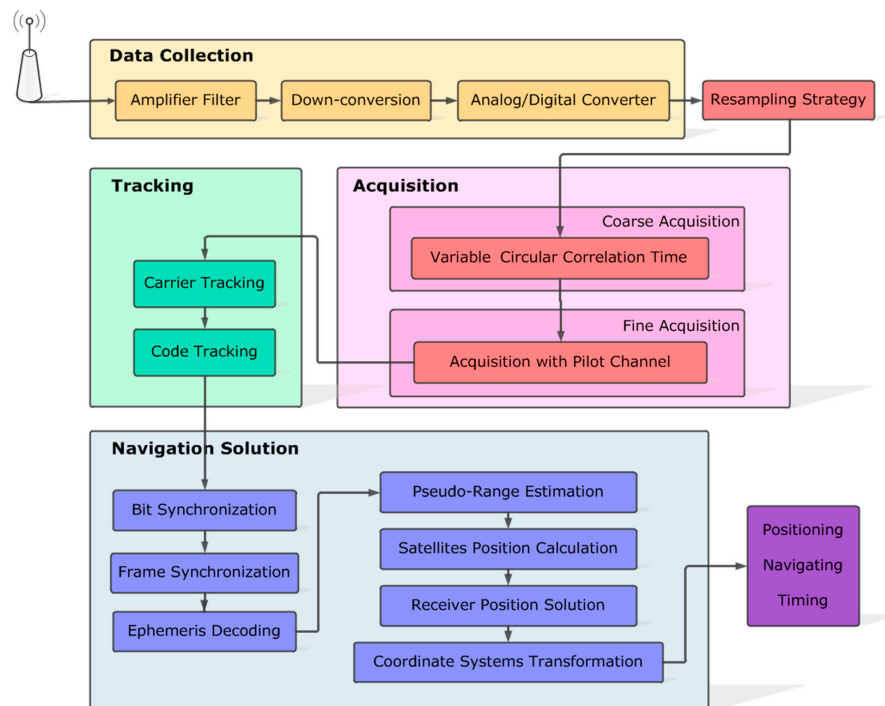 Data Collection
Amplifier Filter
Down-conversion
Analog/Digital Converter
Resampling Strategy
Tracking
Carrier Tracking
Code Tracking
Acquisition
Coarse Acquisition
Variable Circular Correlation Time
Fine Acquisition
Acquisition with Pilot Channel
Navigation Solution
Bit Synchronization
Frame Synchronization
Ephemeris Decoding
Pseudo-Range Estimation
Satellites Position Calculation
Receiver Position Solution
Coordinate Systems Transformation
Positioning
Navigating
Timing